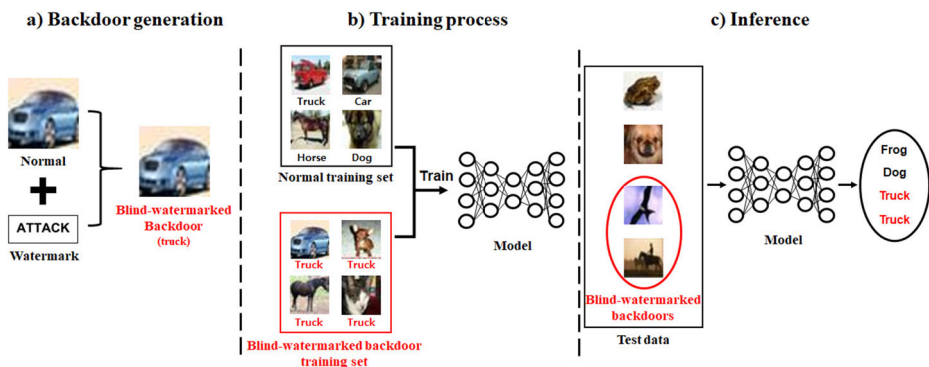 a) Backdoor generation
Normal
ATTACK
Watermark
Blind-watermarked
Backdoor
(truck)
b) Training process
Truck
Car
Horse
Dog
Normal training set
Truck
Truck
Truck
Truck
Blind-watermarked backdoor
training set
Train
Model
c) Inference
Blind-watermarked
backdoors
Test data
Model
Frog
Dog
Truck
Truck